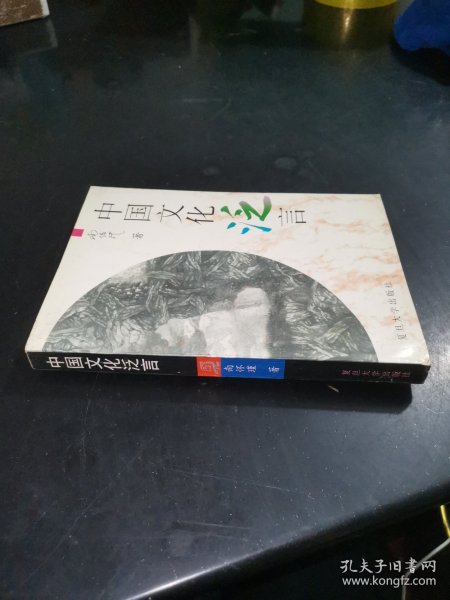 中国文化泛言
南怀瑾 著
复旦大学出版社
中国文化泛言
南怀瑾 著
复旦大学出版社
孔夫子旧书网
www.kongfz.com